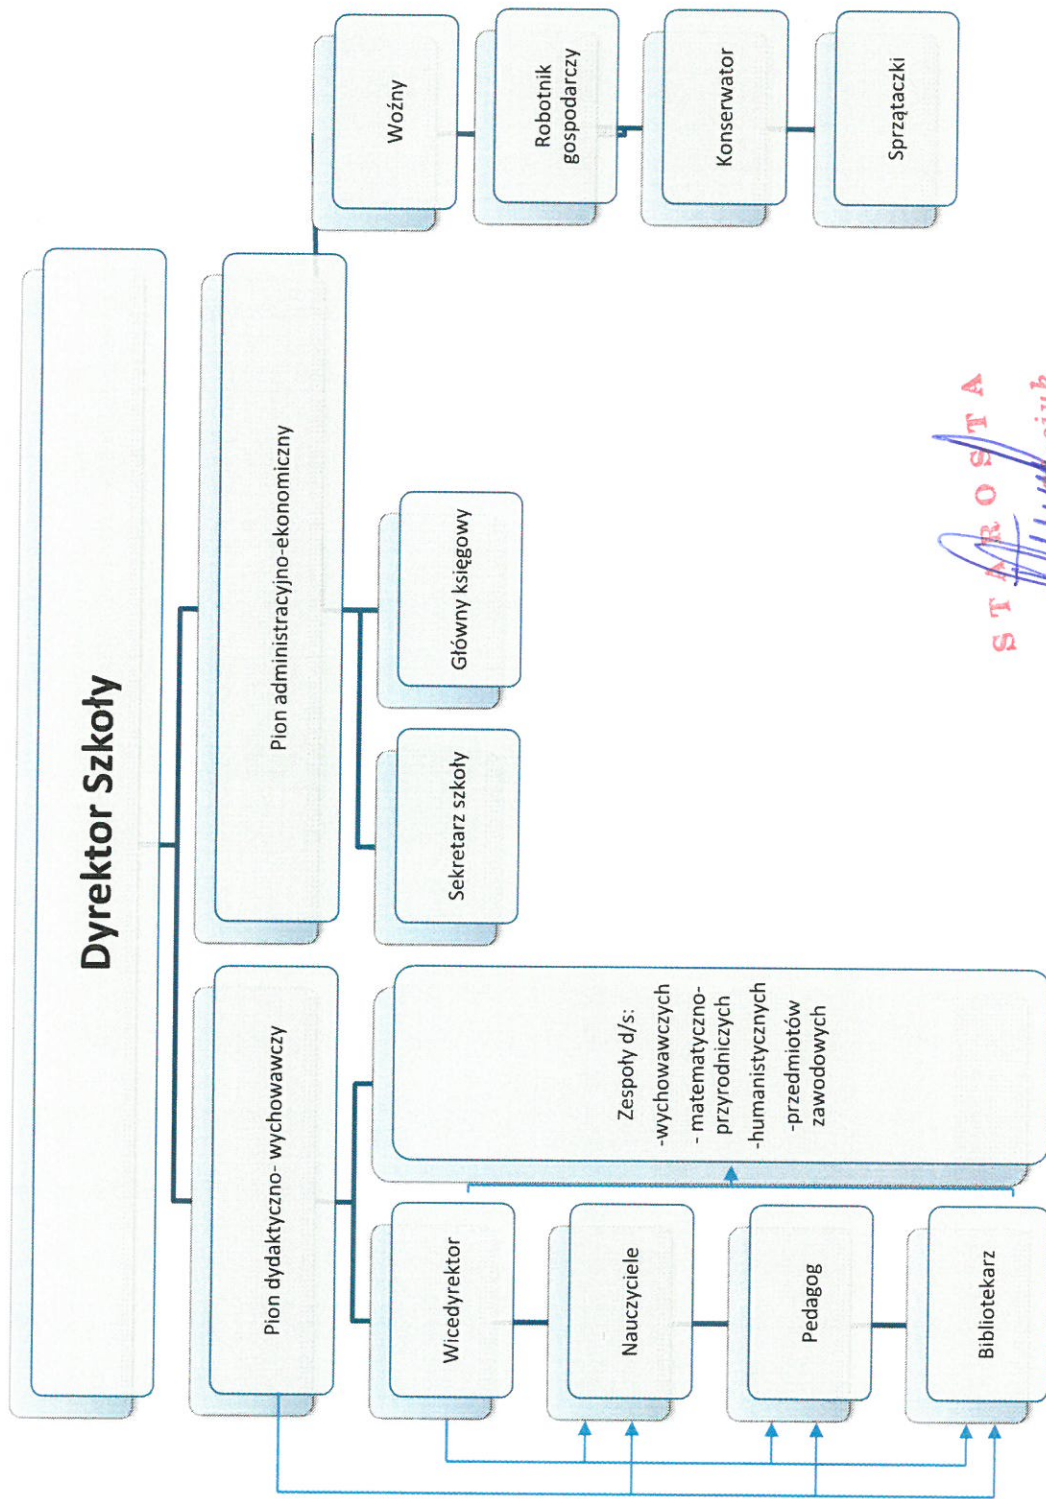 Dyrektor Szkoły
Pion dydaktyczno- wychowawczy
Pion administracyjno-ekonomiczny
Wicedyrektor
Nauczyciele
Pedagog
Bibliotekarz
Zespoły d/s:
-wychowawczych
- matematyczno-
przyrodniczych
-humanistycznych
-przedmiotów
zawodowych
Sekretarz szkoły
Główny księgowy
Woźny
Robotnik
gospodarczy
Konserwator
Sprzątaczki
STAROSTA